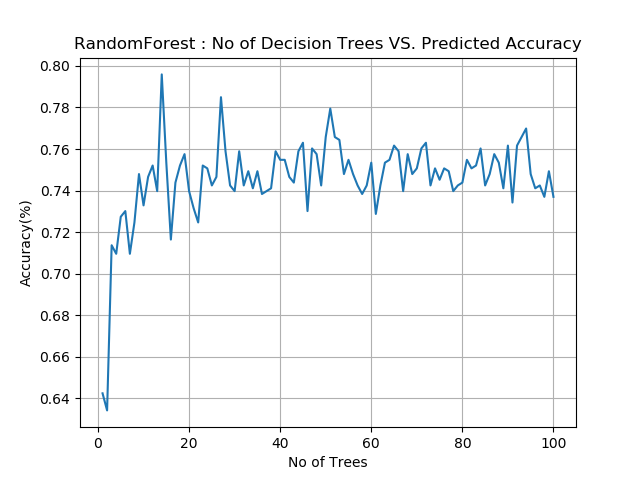 RandomForest : No of Decision Trees VS. Predicted Accuracy
0.80
0.78
0.76
0.74
0.72
0.70
0.68
0.66
0.64
Accuracy(%)
0 20 40 60 80 100
No of Trees